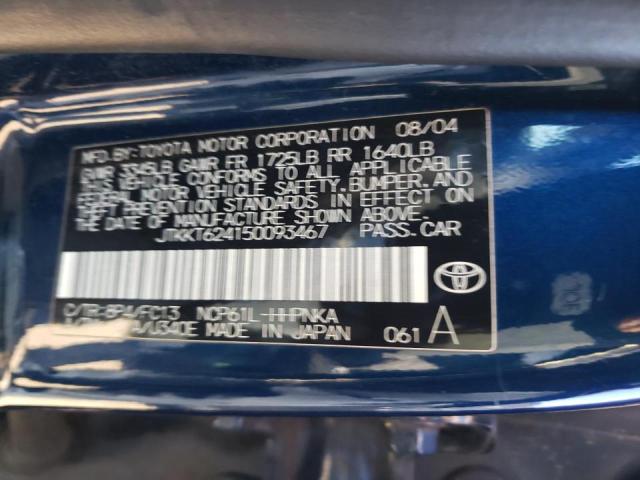 MFD.BY:TOYOTA MOTOR CORPORATION 08/04
GVWR 3345LB GAWR FR 1725LB RR 1640LB
THIS VEHICLE CONFORMS TO ALL APPLICABLE
FEDERAL MOTOR VEHICLE SAFETY,BUMPER,AND
THEFT PREVENTION STANDARDS IN EFFECT ON
THE DATE OF MANUFACTURE SHOWN ABOVE.
JTKKT624150093467 PASS.CAR
C/TR:8P4/FC13 NCP61L-HHPNKA
A/U340E MADE IN JAPAN 061 A
TOYOTA